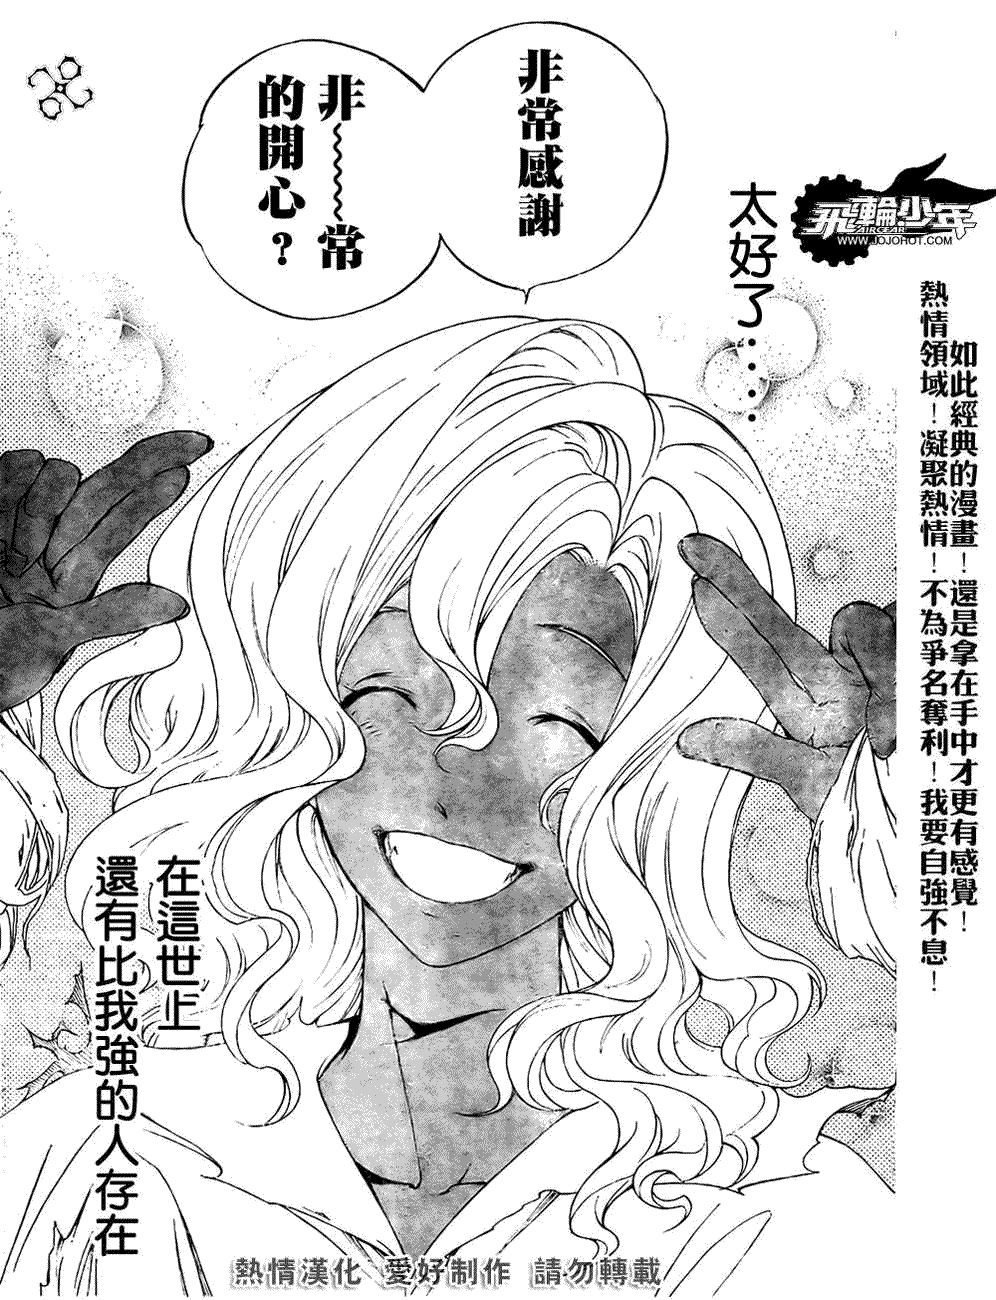 飛輪少年
AIRGEAR
WWW.JOJOHOT.COM
如此經典的漫畫！還是拿在手中才更有感覺！
熱情領域！凝聚熱情！不為爭名奪利！我要自強不息！
太好了……
非常感謝
非～～常
的開心？
在這世上
還有比我強的人存在
熱情漢化 愛好制作 請勿轉載